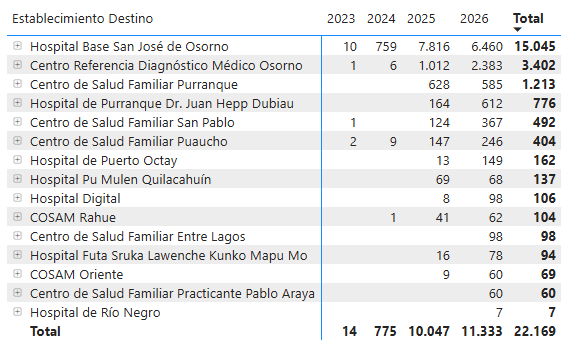 Establecimiento Destino 2023 2024 2025 2026 Total
Hospital Base San José de Osorno 10 759 7.816 6.460 15.045
Centro Referencia Diagnóstico Médico Osorno 1 6 1.012 2.383 3.402
Centro de Salud Familiar Purranque 628 585 1.213
Hospital de Purranque Dr. Juan Hepp Dubiau 164 612 776
Centro de Salud Familiar San Pablo 1 124 367 492
Centro de Salud Familiar Puaucho 2 9 147 246 404
Hospital de Puerto Octay 13 149 162
Hospital Pu Mulen Quilacahuín 69 68 137
Hospital Digital 8 98 106
COSAM Rahue 1 41 62 104
Centro de Salud Familiar Entre Lagos 98 98
Hospital Futa Sruka Lawenche Kunko Mapu Mo 16 78 94
COSAM Oriente 9 60 69
Centro de Salud Familiar Practicante Pablo Araya 60 60
Hospital de Río Negro 7 7
Total 14 775 10.047 11.333 22.169